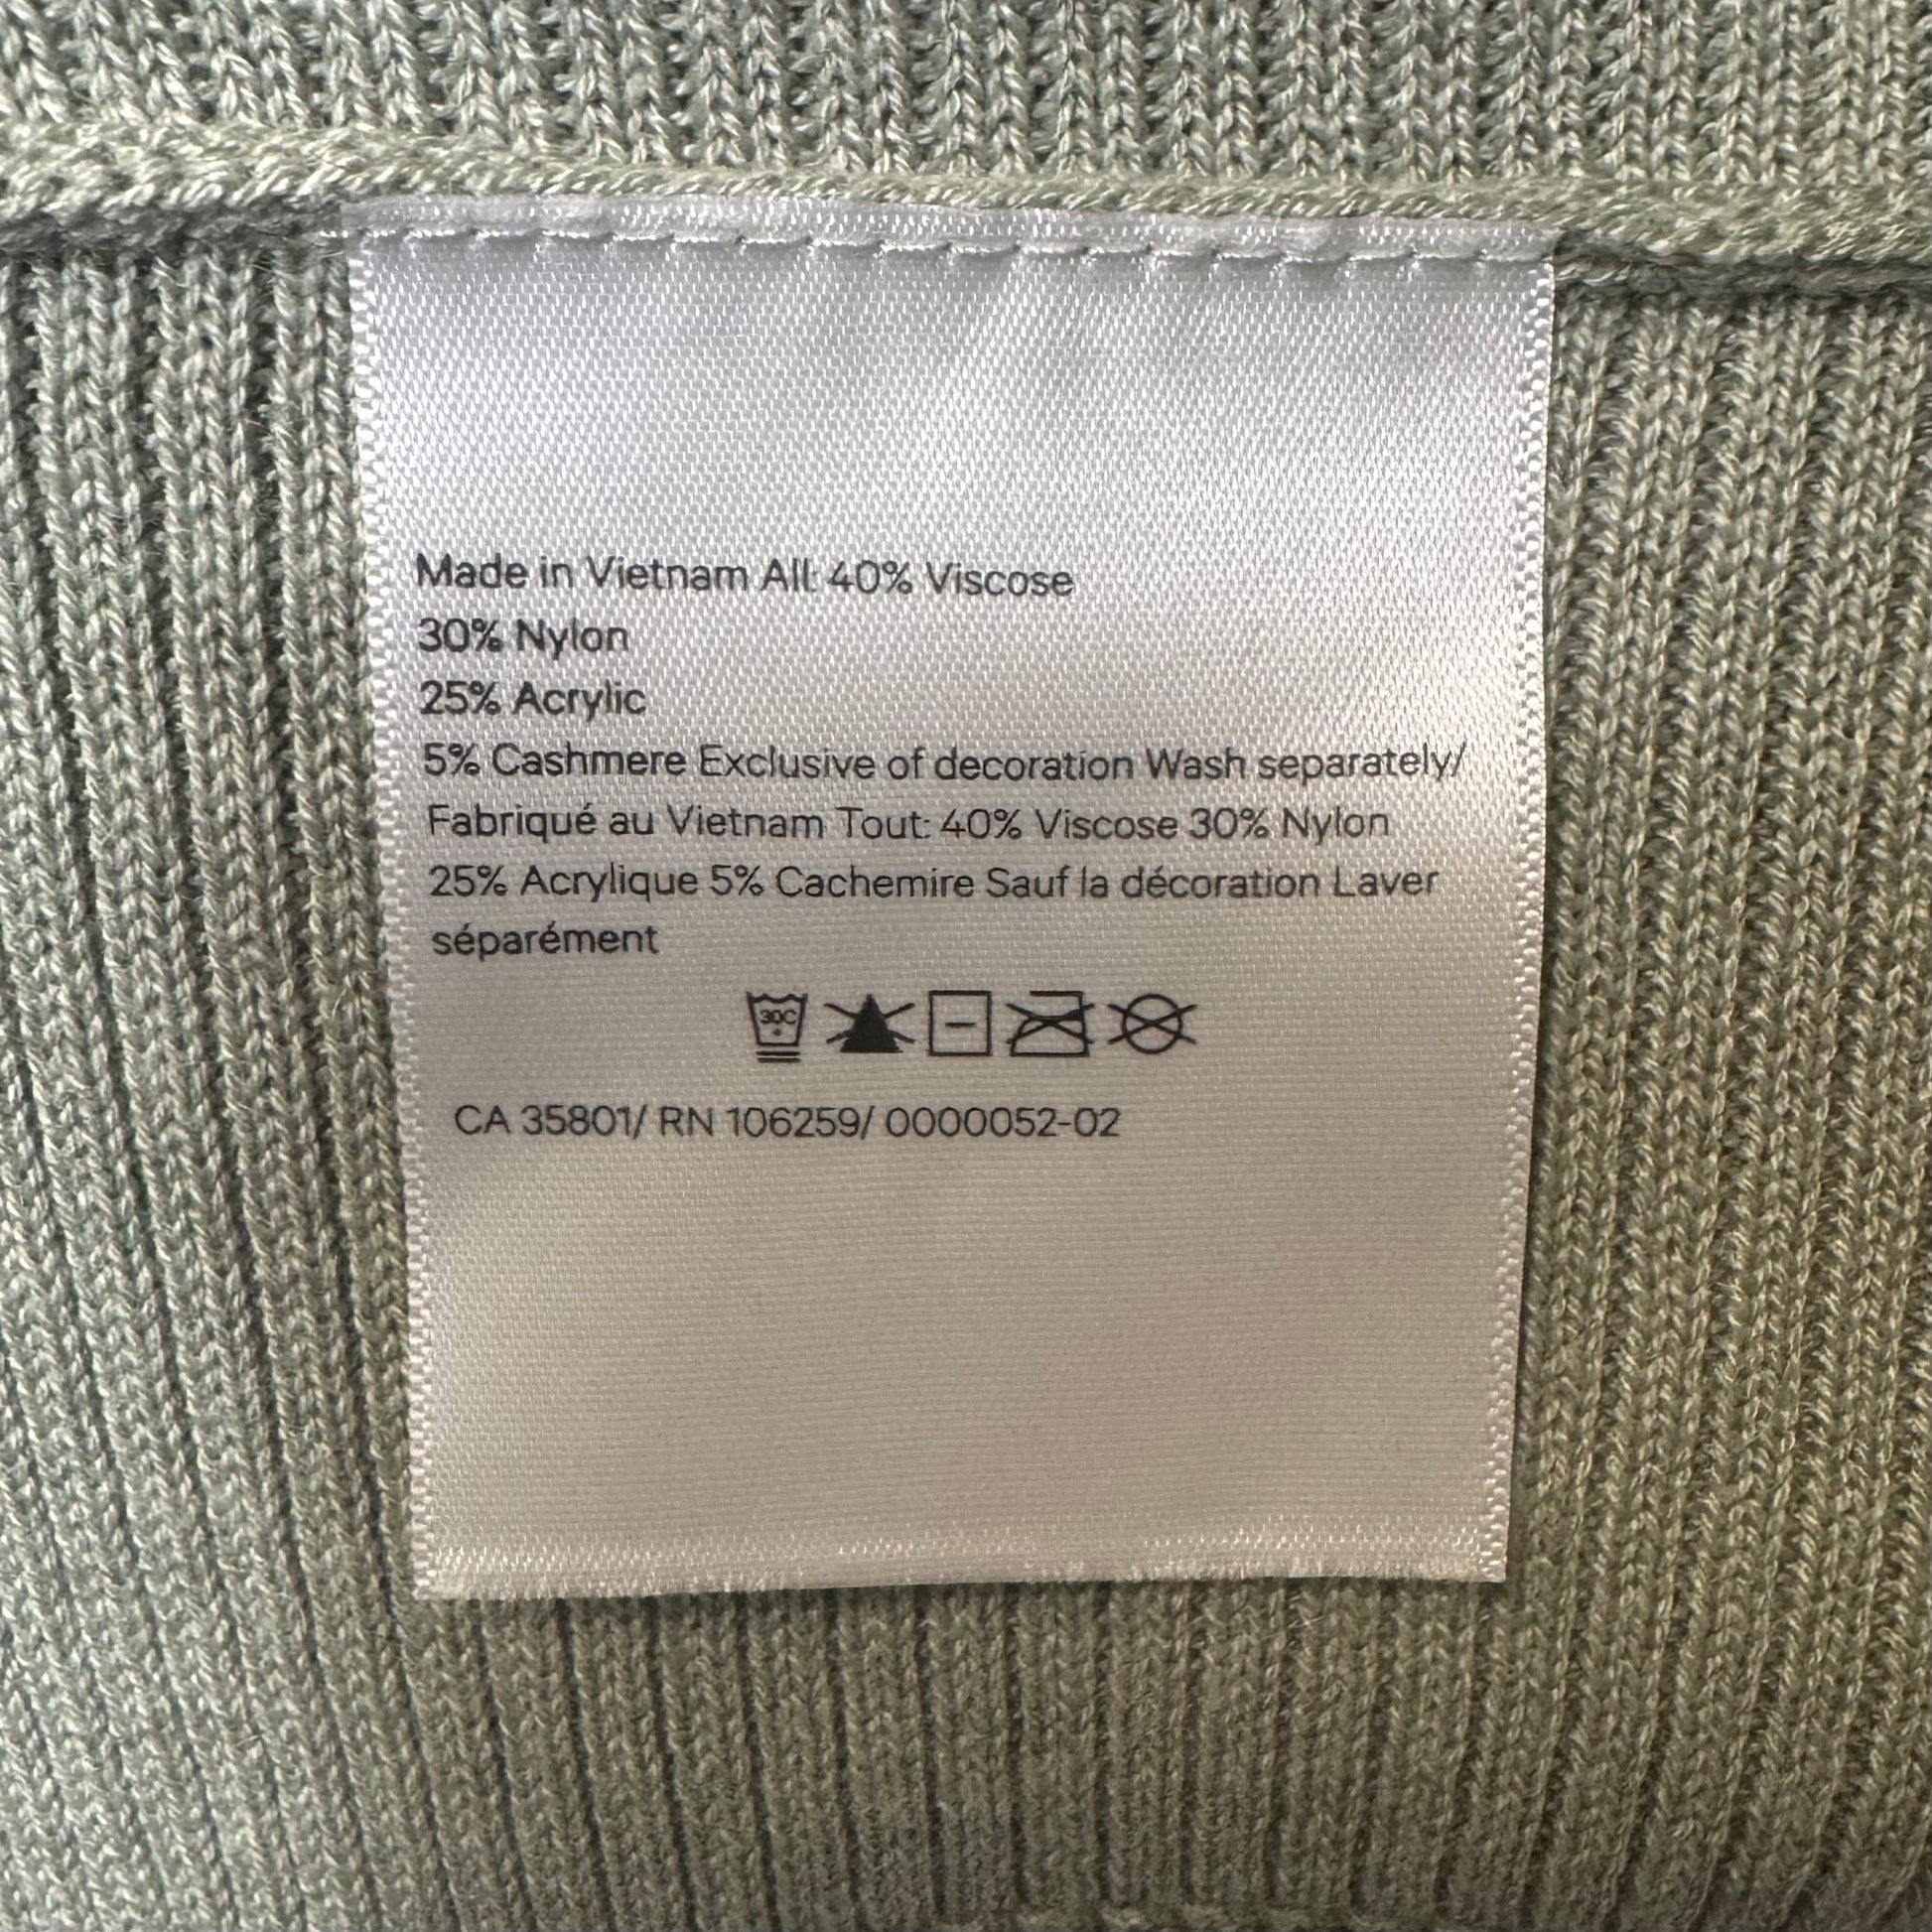 Made in Vietnam All: 40% Viscose
30% Nylon
25% Acrylic
5% Cashmere Exclusive of decoration Wash separately/
Fabriqué au Vietnam Tout: 40% Viscose 30% Nylon
25% Acrylique 5% Cachemire Sauf la décoration Laver
séparément
30C
CA 35801/ RN 106259/ 0000052-02